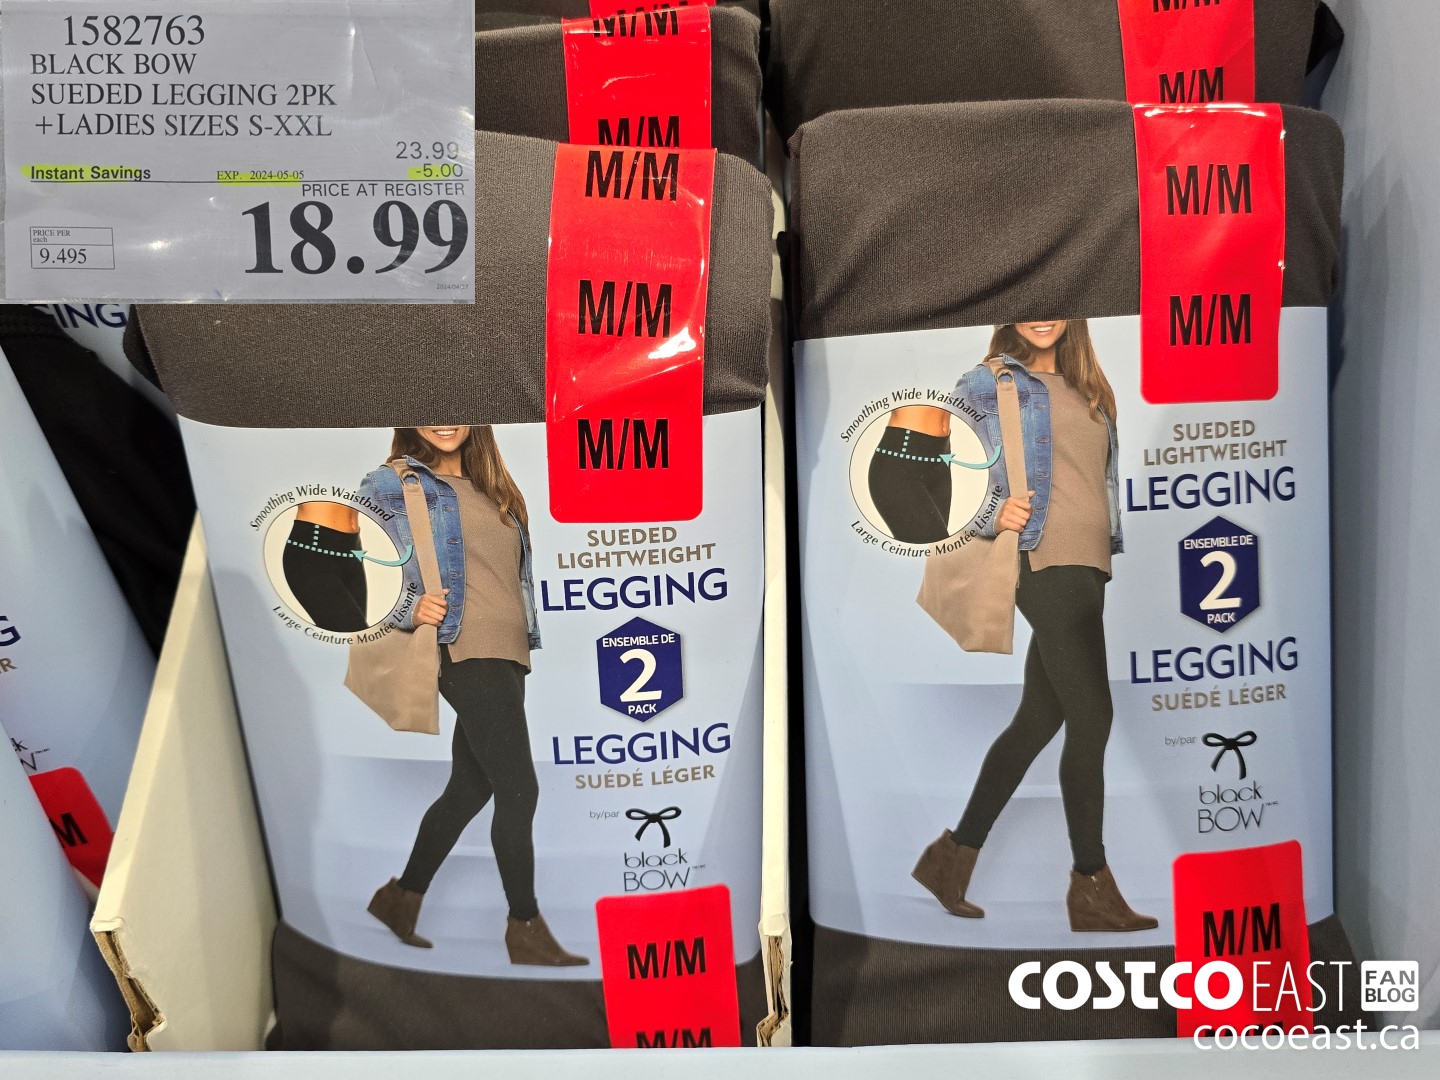 1582763
BLACK BOW
SUEDED LEGGING 2PK
+LADIES SIZES S-XXL
23.99
Instant Savings EXP. 2024-05-05 -5.00
PRICE AT REGISTER
18.99
PRICE PER
each
9.495
2024/04/17
M/M
M/M
M/M
M/M
M/M
Smoothing Wide Waistband
Large Ceinture Montée Lissante
SUEDED
LIGHTWEIGHT
LEGGING
ENSEMBLE DE
2
PACK
LEGGING
SUÉDÉ LÉGER
by/par
black
BOW
M/M
M/M
M/M
M/M
M/M
M/M
Smoothing Wide Waistband
Large Ceinture Montée Lissante
SUEDED
LIGHTWEIGHT
LEGGING
ENSEMBLE DE
2
PACK
LEGGING
SUÉDÉ LÉGER
by/par
black
BOW
M/M
COSTCO EAST FAN BLOG
cocoeast.ca